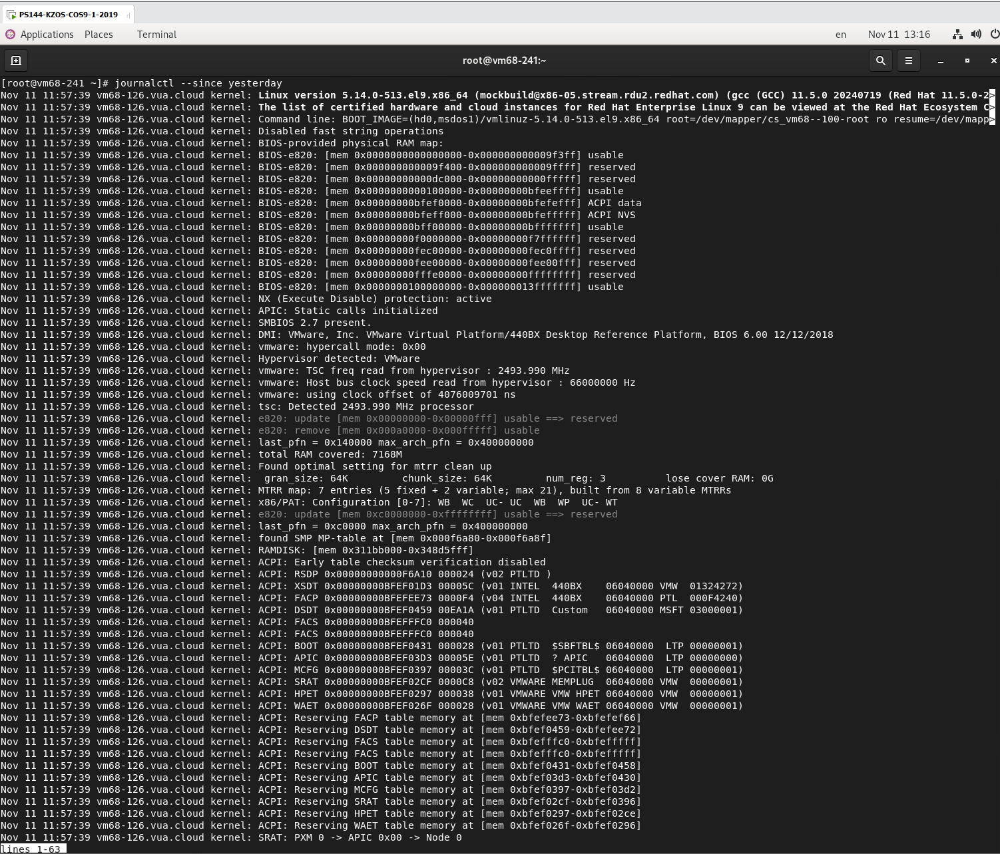 PS144-KZOS-COS9-1-2019
Applications Places Terminal en Nov 11 13:16
root@vm68-241:~
[root@vm68-241 ~]# journalctl --since yesterday
Nov 11 11:57:39 vm68-126.vua.cloud kernel: Linux version 5.14.0-513.el9.x86_64 (mockbuild@x86-05.stream.rdu2.redhat.com) (gcc (GCC) 11.5.0 20240719 (Red Hat 11.5.0-2>
Nov 11 11:57:39 vm68-126.vua.cloud kernel: The list of certified hardware and cloud instances for Red Hat Enterprise Linux 9 can be viewed at the Red Hat Ecosystem C>
Nov 11 11:57:39 vm68-126.vua.cloud kernel: Command line: BOOT_IMAGE=(hd0,msdos1)/vmlinuz-5.14.0-513.el9.x86_64 root=/dev/mapper/cs_vm68--100-root ro resume=/dev/mapp>
Nov 11 11:57:39 vm68-126.vua.cloud kernel: Disabled fast string operations
Nov 11 11:57:39 vm68-126.vua.cloud kernel: BIOS-provided physical RAM map:
Nov 11 11:57:39 vm68-126.vua.cloud kernel: BIOS-e820: [mem 0x0000000000000000-0x000000000009f3ff] usable
Nov 11 11:57:39 vm68-126.vua.cloud kernel: BIOS-e820: [mem 0x000000000009f400-0x000000000009ffff] reserved
Nov 11 11:57:39 vm68-126.vua.cloud kernel: BIOS-e820: [mem 0x00000000000dc000-0x00000000000fffff] reserved
Nov 11 11:57:39 vm68-126.vua.cloud kernel: BIOS-e820: [mem 0x0000000000100000-0x00000000bfeeffff] usable
Nov 11 11:57:39 vm68-126.vua.cloud kernel: BIOS-e820: [mem 0x00000000bfef0000-0x00000000bfefefff] ACPI data
Nov 11 11:57:39 vm68-126.vua.cloud kernel: BIOS-e820: [mem 0x00000000bfeff000-0x00000000bfefffff] ACPI NVS
Nov 11 11:57:39 vm68-126.vua.cloud kernel: BIOS-e820: [mem 0x00000000bff00000-0x00000000bfffffff] usable
Nov 11 11:57:39 vm68-126.vua.cloud kernel: BIOS-e820: [mem 0x00000000f0000000-0x00000000f7ffffff] reserved
Nov 11 11:57:39 vm68-126.vua.cloud kernel: BIOS-e820: [mem 0x00000000fec00000-0x00000000fec0ffff] reserved
Nov 11 11:57:39 vm68-126.vua.cloud kernel: BIOS-e820: [mem 0x00000000fee00000-0x00000000fee00fff] reserved
Nov 11 11:57:39 vm68-126.vua.cloud kernel: BIOS-e820: [mem 0x00000000fffe0000-0x00000000ffffffff] reserved
Nov 11 11:57:39 vm68-126.vua.cloud kernel: BIOS-e820: [mem 0x0000000100000000-0x000000013fffffff] usable
Nov 11 11:57:39 vm68-126.vua.cloud kernel: NX (Execute Disable) protection: active
Nov 11 11:57:39 vm68-126.vua.cloud kernel: APIC: Static calls initialized
Nov 11 11:57:39 vm68-126.vua.cloud kernel: SMBIOS 2.7 present.
Nov 11 11:57:39 vm68-126.vua.cloud kernel: DMI: VMware, Inc. VMware Virtual Platform/440BX Desktop Reference Platform, BIOS 6.00 12/12/2018
Nov 11 11:57:39 vm68-126.vua.cloud kernel: vmware: hypercall mode: 0x00
Nov 11 11:57:39 vm68-126.vua.cloud kernel: Hypervisor detected: VMware
Nov 11 11:57:39 vm68-126.vua.cloud kernel: vmware: TSC freq read from hypervisor : 2493.990 MHz
Nov 11 11:57:39 vm68-126.vua.cloud kernel: vmware: Host bus clock speed read from hypervisor : 66000000 Hz
Nov 11 11:57:39 vm68-126.vua.cloud kernel: vmware: using clock offset of 4076009701 ns
Nov 11 11:57:39 vm68-126.vua.cloud kernel: tsc: Detected 2493.990 MHz processor
Nov 11 11:57:39 vm68-126.vua.cloud kernel: e820: update [mem 0x00000000-0x00000fff] usable ==> reserved
Nov 11 11:57:39 vm68-126.vua.cloud kernel: e820: remove [mem 0x000a0000-0x000fffff] usable
Nov 11 11:57:39 vm68-126.vua.cloud kernel: last_pfn = 0x140000 max_arch_pfn = 0x400000000
Nov 11 11:57:39 vm68-126.vua.cloud kernel: total RAM covered: 7168M
Nov 11 11:57:39 vm68-126.vua.cloud kernel: Found optimal setting for mtrr clean up
Nov 11 11:57:39 vm68-126.vua.cloud kernel:  gran_size: 64K         chunk_size: 64K         num_reg: 3          lose cover RAM: 0G
Nov 11 11:57:39 vm68-126.vua.cloud kernel: MTRR map: 7 entries (5 fixed + 2 variable; max 21), built from 8 variable MTRRs
Nov 11 11:57:39 vm68-126.vua.cloud kernel: x86/PAT: Configuration [0-7]: WB  WC  UC- UC  WB  WP  UC- WT
Nov 11 11:57:39 vm68-126.vua.cloud kernel: e820: update [mem 0xc0000000-0xffffffff] usable ==> reserved
Nov 11 11:57:39 vm68-126.vua.cloud kernel: last_pfn = 0xc0000 max_arch_pfn = 0x400000000
Nov 11 11:57:39 vm68-126.vua.cloud kernel: found SMP MP-table at [mem 0x000f6a80-0x000f6a8f]
Nov 11 11:57:39 vm68-126.vua.cloud kernel: RAMDISK: [mem 0x311bb000-0x348d5fff]
Nov 11 11:57:39 vm68-126.vua.cloud kernel: ACPI: Early table checksum verification disabled
Nov 11 11:57:39 vm68-126.vua.cloud kernel: ACPI: RSDP 0x00000000000F6A10 000024 (v02 PTLTD )
Nov 11 11:57:39 vm68-126.vua.cloud kernel: ACPI: XSDT 0x00000000BFEF01D3 00005C (v01 INTEL  440BX    06040000 VMW  01324272)
Nov 11 11:57:39 vm68-126.vua.cloud kernel: ACPI: FACP 0x00000000BFEFEE73 0000F4 (v04 INTEL  440BX    06040000 PTL  000F4240)
Nov 11 11:57:39 vm68-126.vua.cloud kernel: ACPI: DSDT 0x00000000BFEF0459 00EA1A (v01 PTLTD  Custom   06040000 MSFT 03000001)
Nov 11 11:57:39 vm68-126.vua.cloud kernel: ACPI: FACS 0x00000000BFEFFFC0 000040
Nov 11 11:57:39 vm68-126.vua.cloud kernel: ACPI: FACS 0x00000000BFEFFFC0 000040
Nov 11 11:57:39 vm68-126.vua.cloud kernel: ACPI: BOOT 0x00000000BFEF0431 000028 (v01 PTLTD  $SBFTBL$ 06040000  LTP 00000001)
Nov 11 11:57:39 vm68-126.vua.cloud kernel: ACPI: APIC 0x00000000BFEF03D3 00005E (v01 PTLTD  ? APIC   06040000  LTP 00000000)
Nov 11 11:57:39 vm68-126.vua.cloud kernel: ACPI: MCFG 0x00000000BFEF0397 00003C (v01 PTLTD  $PCITBL$ 06040000  LTP 00000001)
Nov 11 11:57:39 vm68-126.vua.cloud kernel: ACPI: SRAT 0x00000000BFEF02CF 0000C8 (v02 VMWARE MEMPLUG  06040000 VMW  00000001)
Nov 11 11:57:39 vm68-126.vua.cloud kernel: ACPI: HPET 0x00000000BFEF0297 000038 (v01 VMWARE VMW HPET 06040000 VMW  00000001)
Nov 11 11:57:39 vm68-126.vua.cloud kernel: ACPI: WAET 0x00000000BFEF026F 000028 (v01 VMWARE VMW WAET 06040000 VMW  00000001)
Nov 11 11:57:39 vm68-126.vua.cloud kernel: ACPI: Reserving FACP table memory at [mem 0xbfefee73-0xbfefef66]
Nov 11 11:57:39 vm68-126.vua.cloud kernel: ACPI: Reserving DSDT table memory at [mem 0xbfef0459-0xbfefee72]
Nov 11 11:57:39 vm68-126.vua.cloud kernel: ACPI: Reserving FACS table memory at [mem 0xbfefffc0-0xbfefffff]
Nov 11 11:57:39 vm68-126.vua.cloud kernel: ACPI: Reserving FACS table memory at [mem 0xbfefffc0-0xbfefffff]
Nov 11 11:57:39 vm68-126.vua.cloud kernel: ACPI: Reserving BOOT table memory at [mem 0xbfef0431-0xbfef0458]
Nov 11 11:57:39 vm68-126.vua.cloud kernel: ACPI: Reserving APIC table memory at [mem 0xbfef03d3-0xbfef0430]
Nov 11 11:57:39 vm68-126.vua.cloud kernel: ACPI: Reserving MCFG table memory at [mem 0xbfef0397-0xbfef03d2]
Nov 11 11:57:39 vm68-126.vua.cloud kernel: ACPI: Reserving SRAT table memory at [mem 0xbfef02cf-0xbfef0396]
Nov 11 11:57:39 vm68-126.vua.cloud kernel: ACPI: Reserving HPET table memory at [mem 0xbfef0297-0xbfef02ce]
Nov 11 11:57:39 vm68-126.vua.cloud kernel: ACPI: Reserving WAET table memory at [mem 0xbfef026f-0xbfef0296]
Nov 11 11:57:39 vm68-126.vua.cloud kernel: SRAT: PXM 0 -> APIC 0x00 -> Node 0
lines 1-63